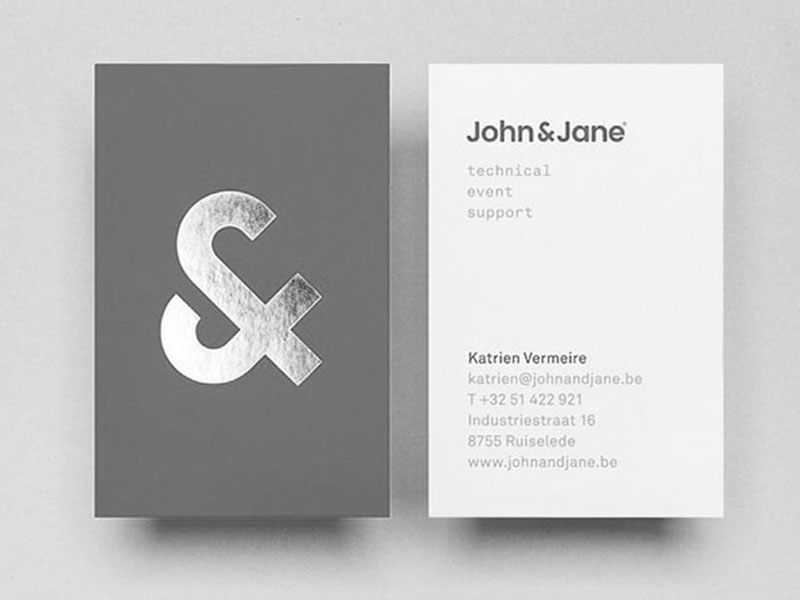 &
John&Jane®
technical
event
support
Katrien Vermeire
katrien@johnandjane.be
T +32 51 422 921
Industriestraat 16
8755 Ruiselede
www.johnandjane.be